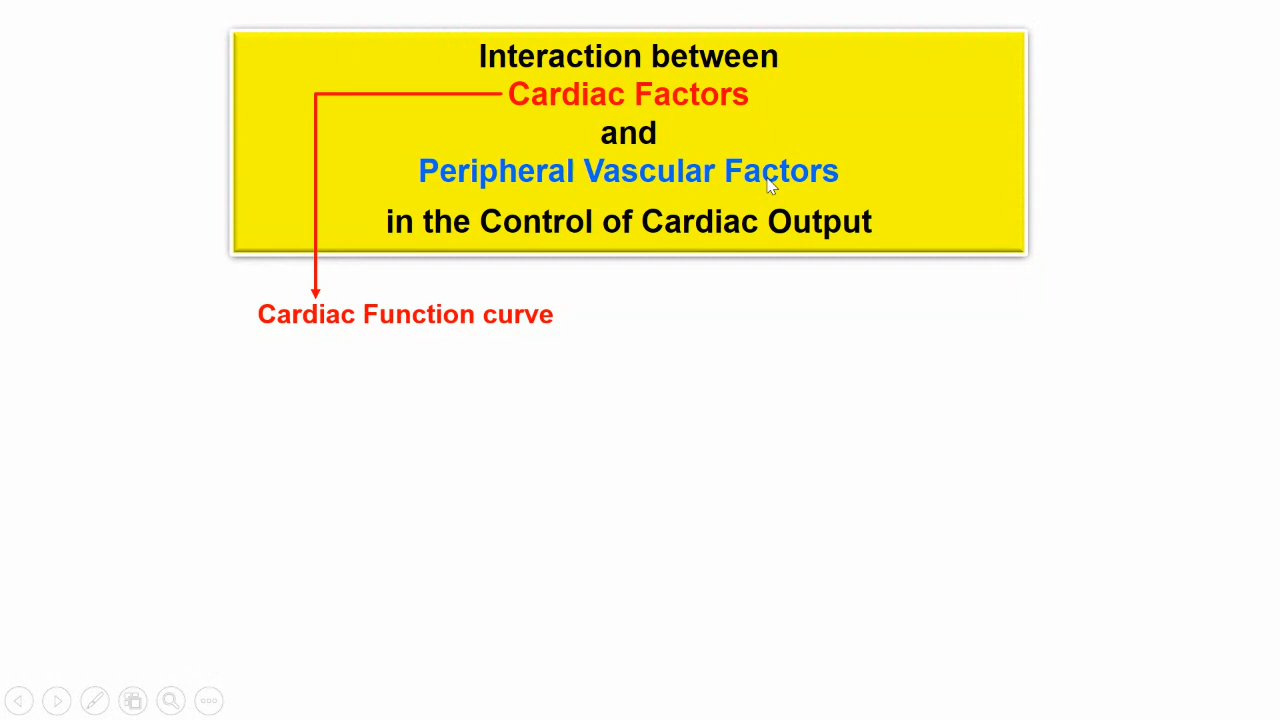 Interaction between
Cardiac Factors
and
Peripheral Vascular Factors
in the Control of Cardiac Output
Cardiac Function curve